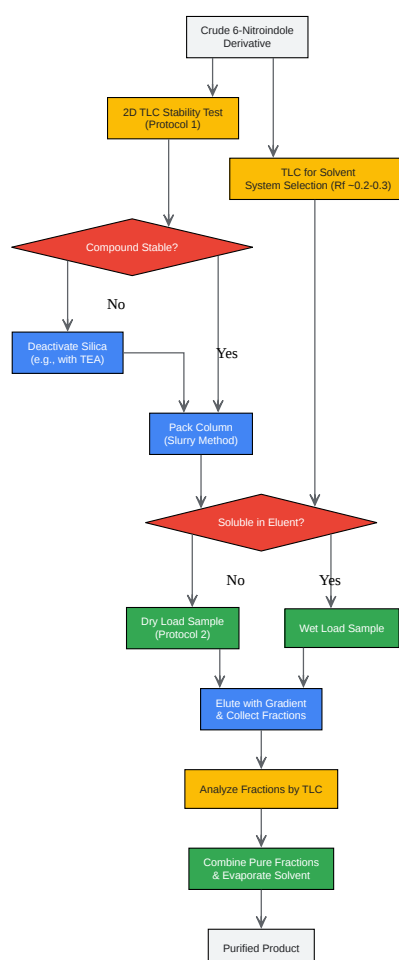 Crude 6-Nitroindole
Derivative
2D TLC Stability Test
(Protocol 1)
TLC for Solvent
System Selection (Rf ~0.2-0.3)
Compound Stable?
No
Yes
Deactivate Silica
(e.g., with TEA)
Pack Column
(Slurry Method)
Soluble in Eluent?
No
Yes
Dry Load Sample
(Protocol 2)
Wet Load Sample
Elute with Gradient
& Collect Fractions
Analyze Fractions by TLC
Combine Pure Fractions
& Evaporate Solvent
Purified Product